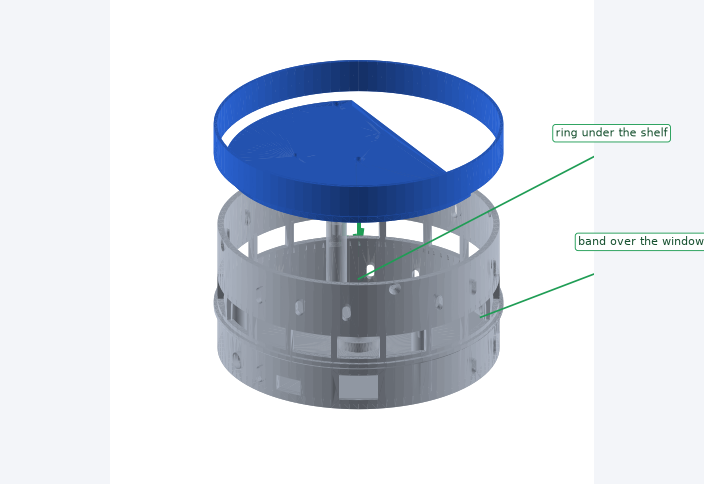 ring under the shelf
band over the window